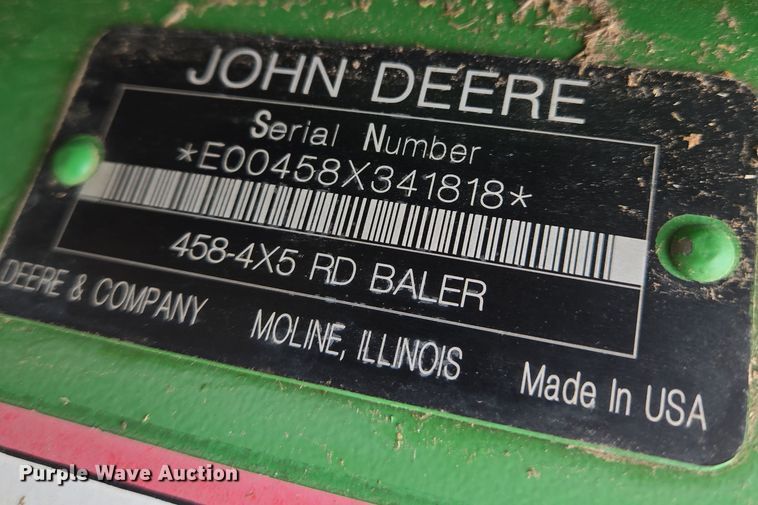 JOHN DEERE
Serial Number
*E00458X341818*
458-4X5 RD BALER
DEERE & COMPANY MOLINE, ILLINOIS Made In USA
Purple Wave Auction